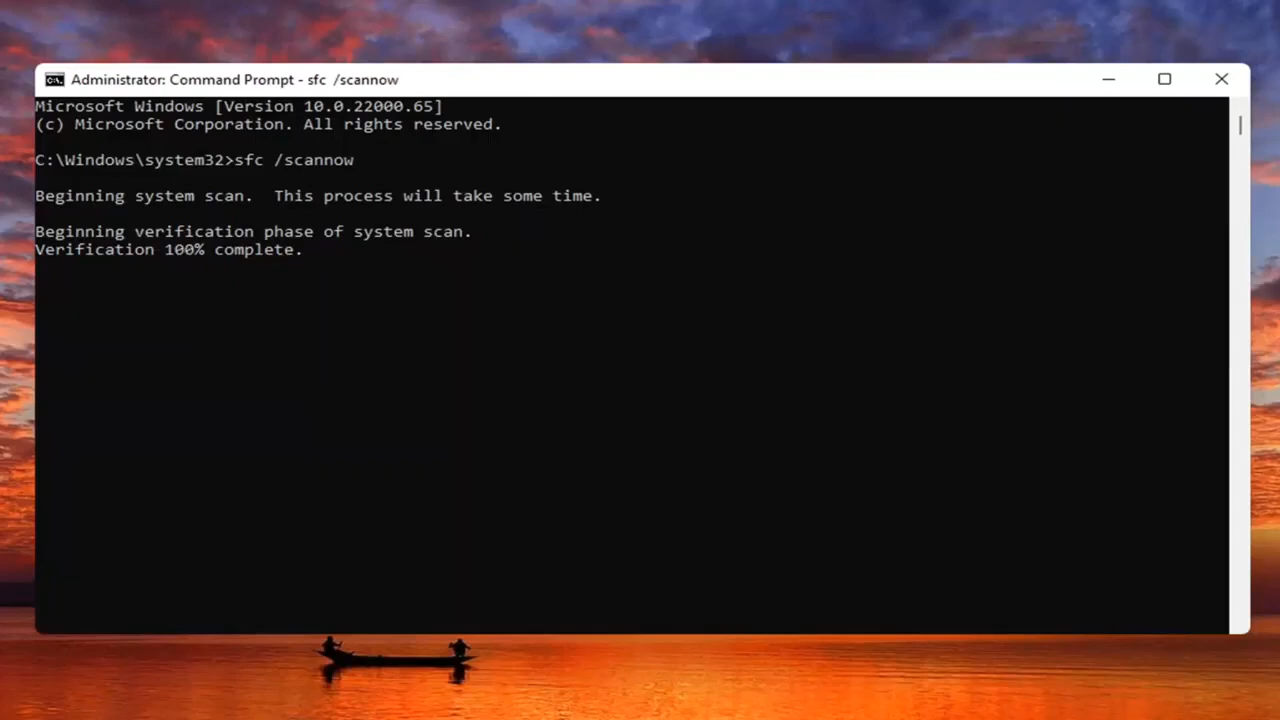 Administrator: Command Prompt - sfc  /scannow
Microsoft Windows [Version 10.0.22000.65]
(c) Microsoft Corporation. All rights reserved.
C:\Windows\system32>sfc /scannow
Beginning system scan.  This process will take some time.
Beginning verification phase of system scan.
Verification 100% complete.